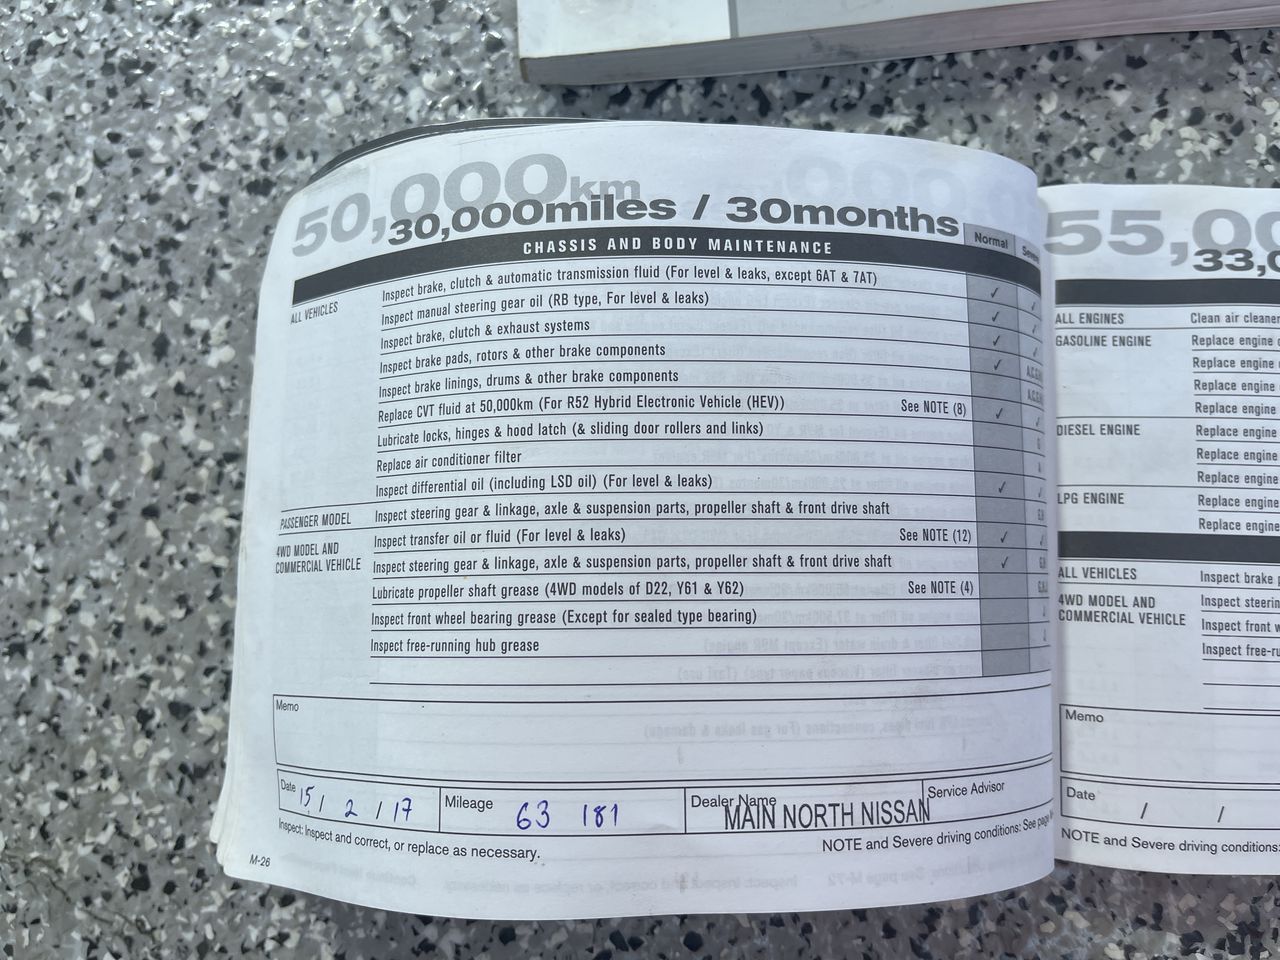 50,000km
30,000miles / 30months
CHASSIS AND BODY MAINTENANCE
Normal
ALL VEHICLES
Inspect brake, clutch & automatic transmission fluid (For level & leaks, except 6AT & 7AT) ✓ ✓
Inspect manual steering gear oil (RB type, For level & leaks) ✓ ✓
Inspect brake, clutch & exhaust systems ✓ ✓
Inspect brake pads, rotors & other brake components ✓
Inspect brake linings, drums & other brake components
Replace CVT fluid at 50,000km (For R52 Hybrid Electronic Vehicle (HEV)) See NOTE (8) ✓ ✓
Lubricate locks, hinges & hood latch (& sliding door rollers and links) G
Replace air conditioner filter A
Inspect differential oil (including LSD oil) (For level & leaks) ✓ ✓
PASSENGER MODEL
Inspect steering gear & linkage, axle & suspension parts, propeller shaft & front drive shaft
4WD MODEL AND
COMMERCIAL VEHICLE
Inspect transfer oil or fluid (For level & leaks) See NOTE (12) ✓ ✓
Inspect steering gear & linkage, axle & suspension parts, propeller shaft & front drive shaft ✓
Lubricate propeller shaft grease (4WD models of D22, Y61 & Y62) See NOTE (4)
Inspect front wheel bearing grease (Except for sealed type bearing)
Inspect free-running hub grease
Memo
Date 15 / 2 / 17
Mileage 63 181
Dealer Name MAIN NORTH NISSAN
Service Advisor
Inspect: Inspect and correct, or replace as necessary.
NOTE and Severe driving conditions: See page
M-26
55,00
33,0
ALL ENGINES Clean air cleaner
GASOLINE ENGINE Replace engine
Replace engine
Replace engine
Replace engine
DIESEL ENGINE Replace engine
Replace engine
Replace engine
LPG ENGINE Replace engine
Replace engine
ALL VEHICLES Inspect brake
4WD MODEL AND
COMMERCIAL VEHICLE
Inspect steerin
Inspect front w
Inspect free-ru
Memo
Date / /
NOTE and Severe driving conditions: